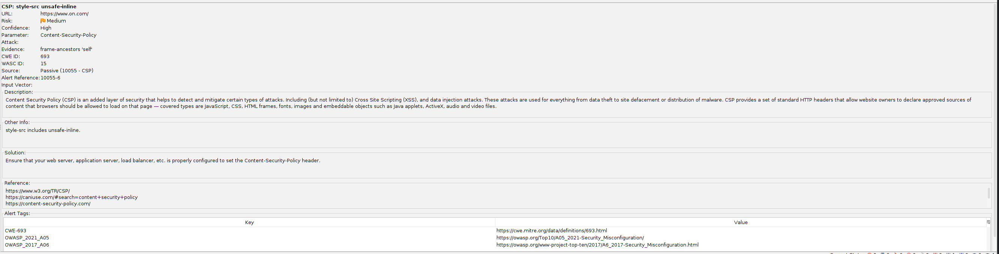 CSP: style-src unsafe-inline
URL: https://www.on.com/
Risk: Medium
Confidence: High
Parameter: Content-Security-Policy
Attack:
Evidence: frame-ancestors 'self'
CWE ID: 693
WASC ID: 15
Source: Passive (10055 - CSP)
Alert Reference: 10055-6
Input Vector:
Description:
Content Security Policy (CSP) is an added layer of security that helps to detect and mitigate certain types of attacks. Including (but not limited to) Cross Site Scripting (XSS), and data injection attacks. These attacks are used for everything from data theft to site defacement or distribution of malware. CSP provides a set of standard HTTP headers that allow website owners to declare approved sources of
content that browsers should be allowed to load on that page — covered types are JavaScript, CSS, HTML frames, fonts, images and embeddable objects such as Java applets, ActiveX, audio and video files.
Other Info:
style-src includes unsafe-inline.
Solution:
Ensure that your web server, application server, load balancer, etc. is properly configured to set the Content-Security-Policy header.
Reference:
https://www.w3.org/TR/CSP/
https://caniuse.com/#search=content+security+policy
https://content-security-policy.com/
Alert Tags:
Key Value
CWE-693 https://cwe.mitre.org/data/definitions/693.html
OWASP_2021_A05 https://owasp.org/Top10/A05_2021-Security_Misconfiguration/
OWASP_2017_A06 https://owasp.org/www-project-top-ten/2017/A6_2017-Security_Misconfiguration.html